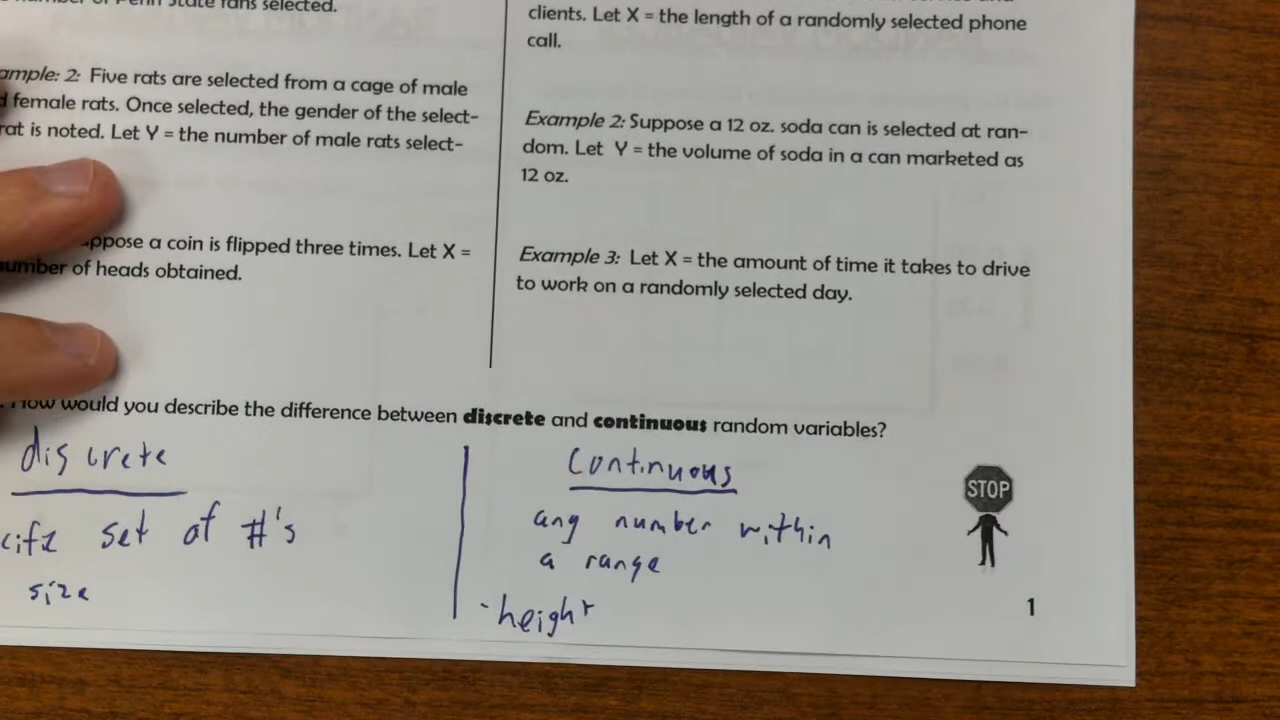 number of Penn State fans selected.
Example: 2: Five rats are selected from a cage of male
female rats. Once selected, the gender of the select-
rat is noted. Let Y = the number of male rats select-
a coin is flipped three times. Let X =
number of heads obtained.
clients. Let X = the length of a randomly selected phone
call.
Example 2: Suppose a 12 oz. soda can is selected at ran-
dom. Let Y = the volume of soda in a can marketed as
12 oz.
Example 3: Let X = the amount of time it takes to drive
to work on a randomly selected day.
How would you describe the difference between discrete and continuous random variables?
discrete
set of #'s
size
continuous
any number within
a range
- height
STOP
1